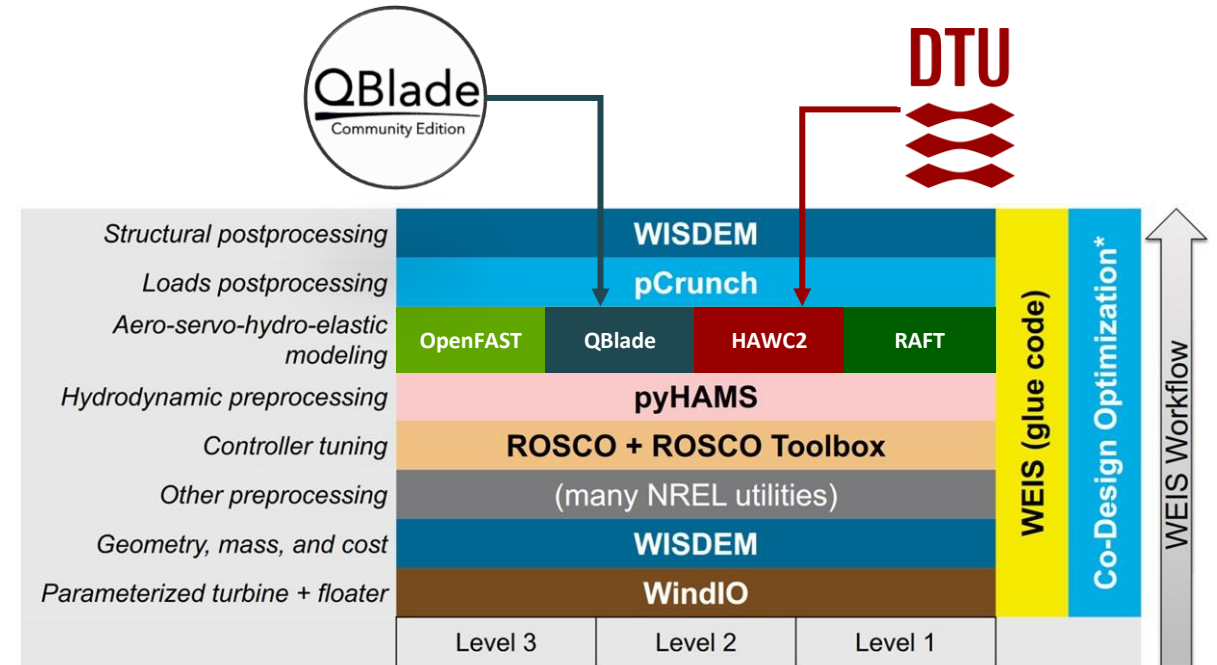 QBlade
Community Edition
DTU
Structural postprocessing
WISDEM
Loads postprocessing
pCrunch
Aero-servo-hydro-elastic
modeling
OpenFAST
QBlade
HAWC2
RAFT
Hydrodynamic preprocessing
pyHAMS
Controller tuning
ROSCO + ROSCO Toolbox
Other preprocessing
(many NREL utilities)
Geometry, mass, and cost
WISDEM
Parameterized turbine + floater
WindIO
Level 3
Level 2
Level 1
WEIS (glue code)
Co-Design Optimization*
WEIS Workflow